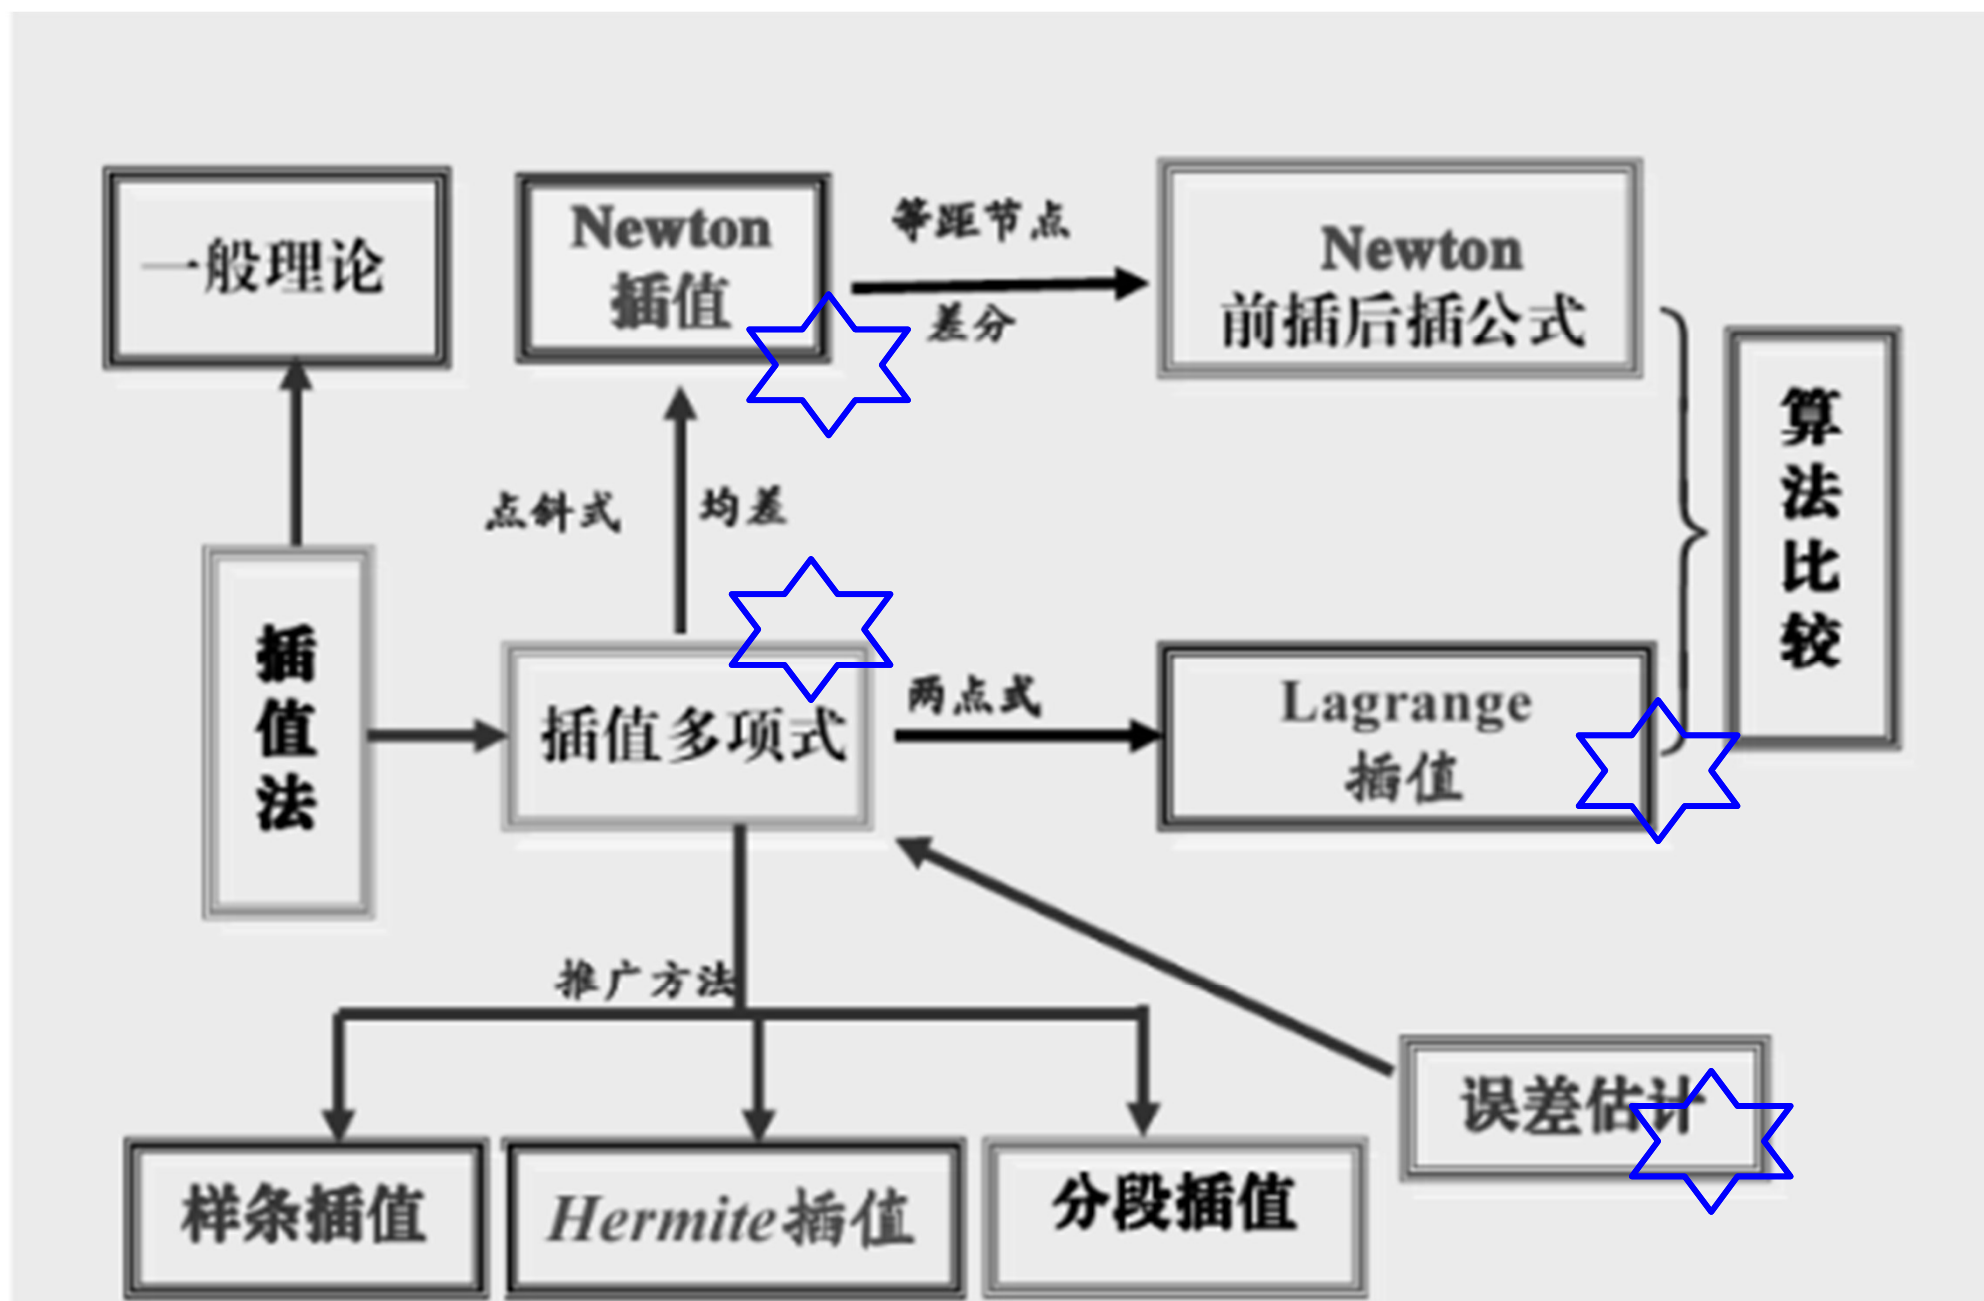 一般理论
Newton
插值
等距节点
差分
Newton
前插后插公式
算法比较
点斜式
均差
插值法
插值多项式
两点式
Lagrange
插值
推广方法
误差估计
样条插值
Hermite插值
分段插值